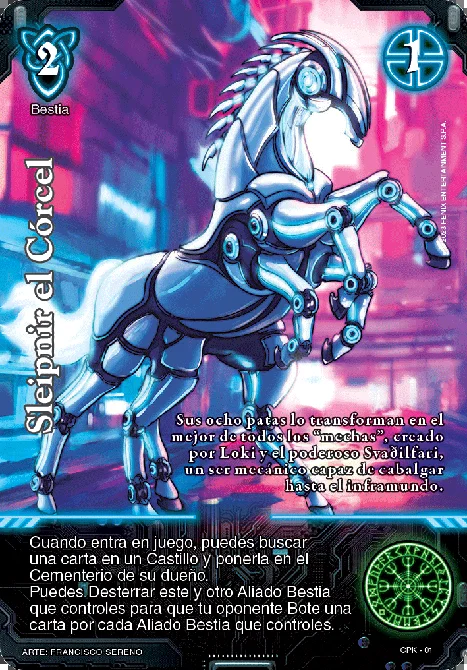 2
1
Bestia
Sleipnir el Córcel
2023 FENIX ENTERTAINMENT S.P.A.
Sus ocho patas lo transforman en el
mejor de todos los "mechas", creado
por Loki y el poderoso Svaðilfari,
un ser mecánico capaz de cabalgar
hasta el inframundo.
Cuando entra en juego, puedes buscar
una carta en un Castillo y ponerla en el
Cementerio de su dueño.
Puedes Desterrar este y otro Aliado Bestia
que controles para que tu oponente Bote una
carta por cada Aliado Bestia que controles.
ARTE: FRANCISCO SERENO
CPK - 01